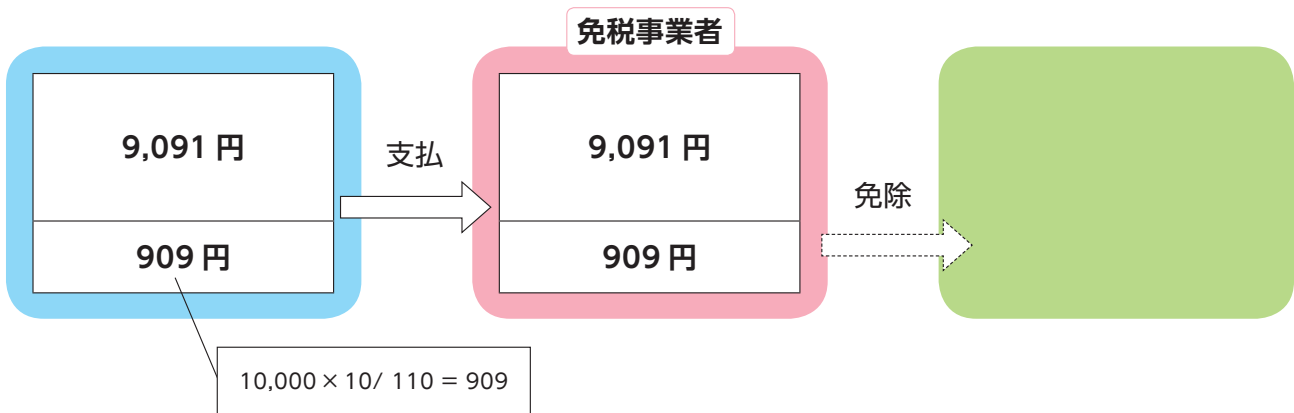 免税事業者
9,091 円
支払
9,091 円
免除
909 円
909 円
10,000 × 10/ 110 = 909